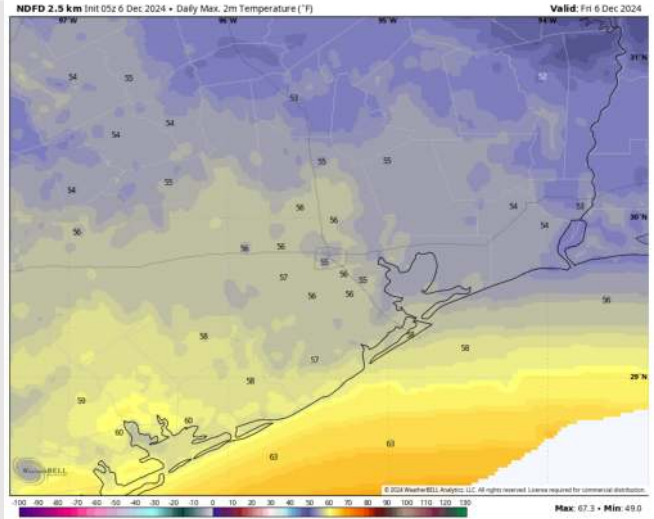 NDFD 2.5 km Init 05z 6 Dec 2024 • Daily Max. 2m Temperature (°F) Valid: Fri 6 Dec 2024
97°W 96°W 95°W 94°W
31°N
54 55 52
53
54 54
55 55
54 55
56 54 53
56 56 54
30°N
56 56
55
57 56 55
56 56 56
58 58
57 58
29°N
58
59
60 60
63
63
WeatherBELL
© 2024 WeatherBELL Analytics, LLC. All rights reserved. License required for commercial distribution.
-100 -90 -80 -70 -60 -50 -40 -30 -20 -10 0 10 20 30 40 50 60 70 80 90 100 110 120 130
Max: 67.3 • Min: 49.0